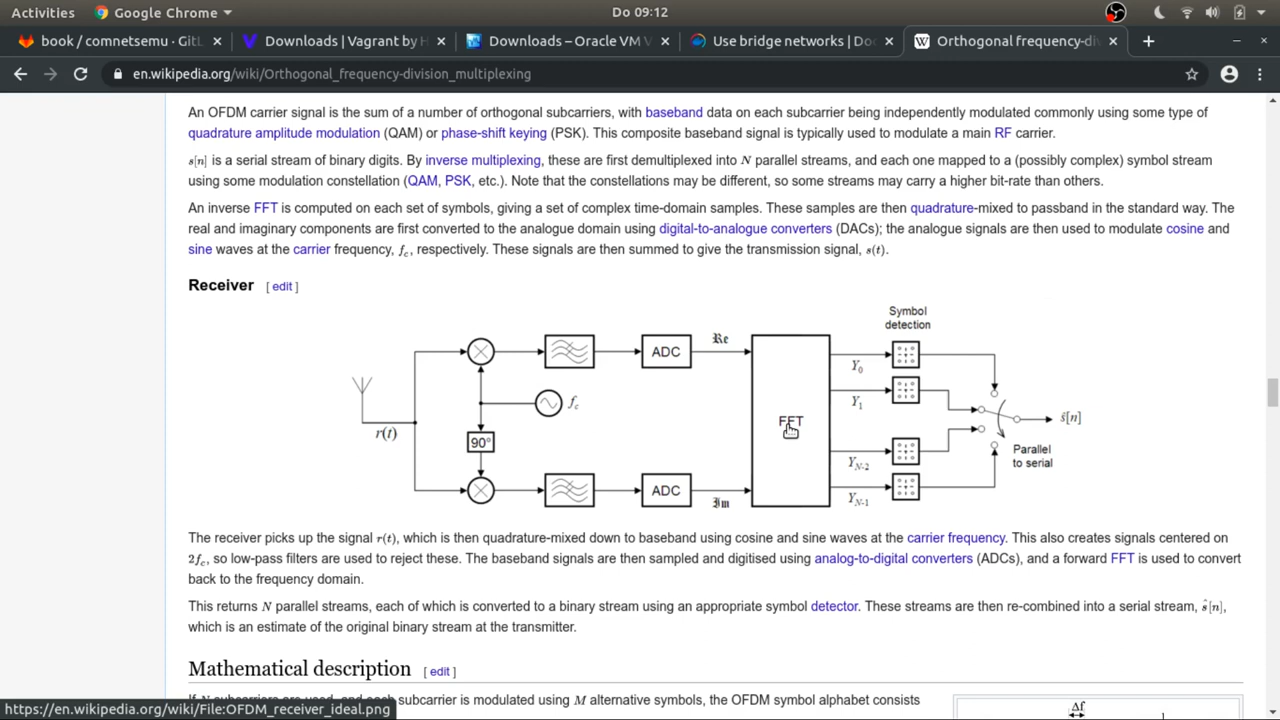 Activities Google Chrome Do 09:12
book / comnetsemu · GitL Downloads | Vagrant by H Downloads – Oracle VM V Use bridge networks | Doc Orthogonal frequency-div
en.wikipedia.org/wiki/Orthogonal_frequency-division_multiplexing
An OFDM carrier signal is the sum of a number of orthogonal subcarriers, with baseband data on each subcarrier being independently modulated commonly using some type of
quadrature amplitude modulation (QAM) or phase-shift keying (PSK). This composite baseband signal is typically used to modulate a main RF carrier.
s[n] is a serial stream of binary digits. By inverse multiplexing, these are first demultiplexed into N parallel streams, and each one mapped to a (possibly complex) symbol stream
using some modulation constellation (QAM, PSK, etc.). Note that the constellations may be different, so some streams may carry a higher bit-rate than others.
An inverse FFT is computed on each set of symbols, giving a set of complex time-domain samples. These samples are then quadrature-mixed to passband in the standard way. The
real and imaginary components are first converted to the analogue domain using digital-to-analogue converters (DACs); the analogue signals are then used to modulate cosine and
sine waves at the carrier frequency, f_c, respectively. These signals are then summed to give the transmission signal, s(t).
Receiver [ edit ]
Symbol
detection
ADC ℜe
Y_0
f_c
Y_1
r(t)
FFT
ŝ[n]
90°
Parallel
to serial
Y_N-2
ADC ℑm
Y_N-1
The receiver picks up the signal r(t), which is then quadrature-mixed down to baseband using cosine and sine waves at the carrier frequency. This also creates signals centered on
2f_c, so low-pass filters are used to reject these. The baseband signals are then sampled and digitised using analog-to-digital converters (ADCs), and a forward FFT is used to convert
back to the frequency domain.
This returns N parallel streams, each of which is converted to a binary stream using an appropriate symbol detector. These streams are then re-combined into a serial stream, ŝ[n],
which is an estimate of the original binary stream at the transmitter.
Mathematical description [ edit ]
subcarrier is modulated using M alternative symbols, the OFDM symbol alphabet consists
Δf
https://en.wikipedia.org/wiki/File:OFDM_receiver_ideal.png